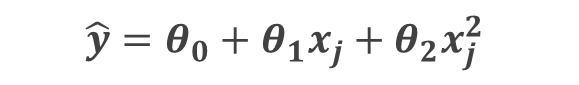 ŷ = θ₀ + θ₁xⱼ + θ₂xⱼ²